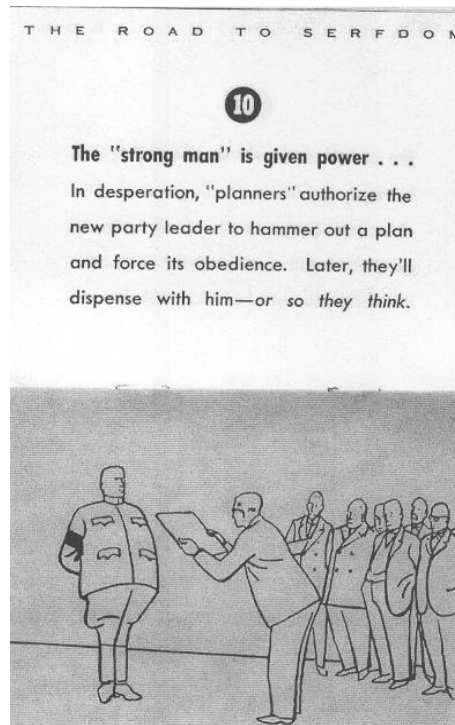 THE ROAD TO SERFDOM
10
The "strong man" is given power . . .
In desperation, "planners" authorize the
new party leader to hammer out a plan
and force its obedience. Later, they'll
dispense with him—or so they think.